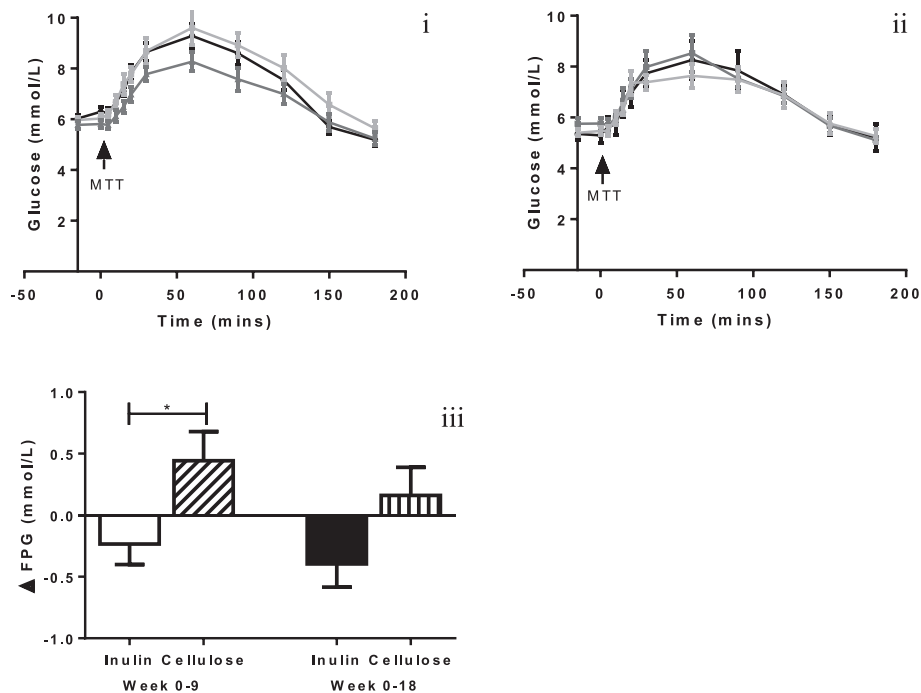 i
Glucose (mmol/L)
10
8
6
4
2
MTT
-50 0 50 100 150 200
Time (mins)
ii
Glucose (mmol/L)
10
8
6
4
2
MTT
-50 0 50 100 150 200
Time (mins)
iii
▲ FPG (mmol/L)
1.0
0.5
0.0
-0.5
-1.0
*
Inulin Cellulose Inulin Cellulose
Week 0-9 Week 0-18